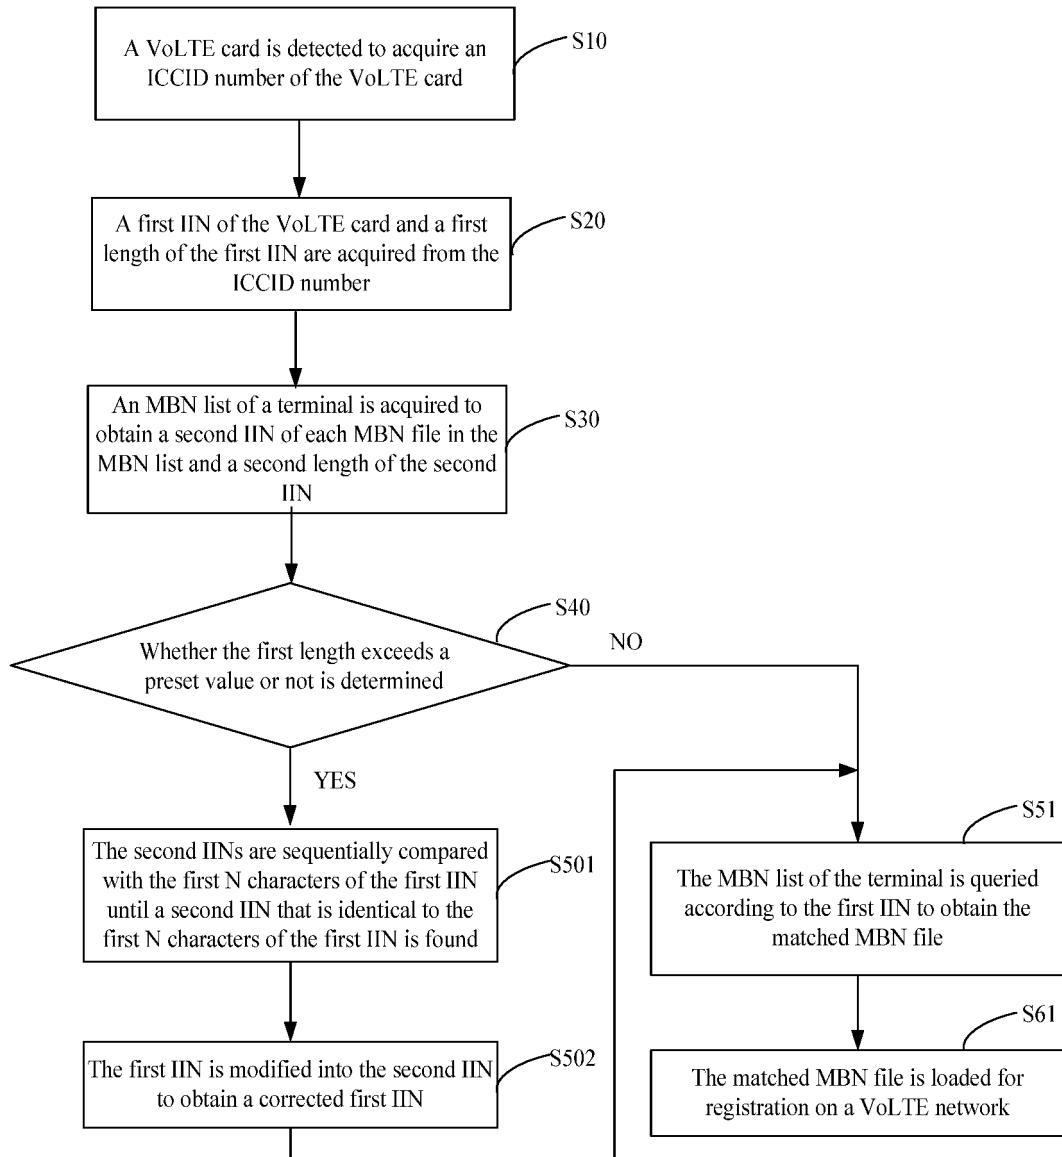 A VoLTE card is detected to acquire an
ICCID number of the VoLTE card
S10
A first IIN of the VoLTE card and a first
length of the first IIN are acquired from the
ICCID number
S20
An MBN list of a terminal is acquired to
obtain a second IIN of each MBN file in the
MBN list and a second length of the second
IIN
S30
Whether the first length exceeds a
preset value or not is determined
S40
NO
YES
The second IINs are sequentially compared
with the first N characters of the first IIN
until a second IIN that is identical to the
first N characters of the first IIN is found
S501
The first IIN is modified into the second IIN
to obtain a corrected first IIN
S502
The MBN list of the terminal is queried
according to the first IIN to obtain the
matched MBN file
S51
The matched MBN file is loaded for
registration on a VoLTE network
S61